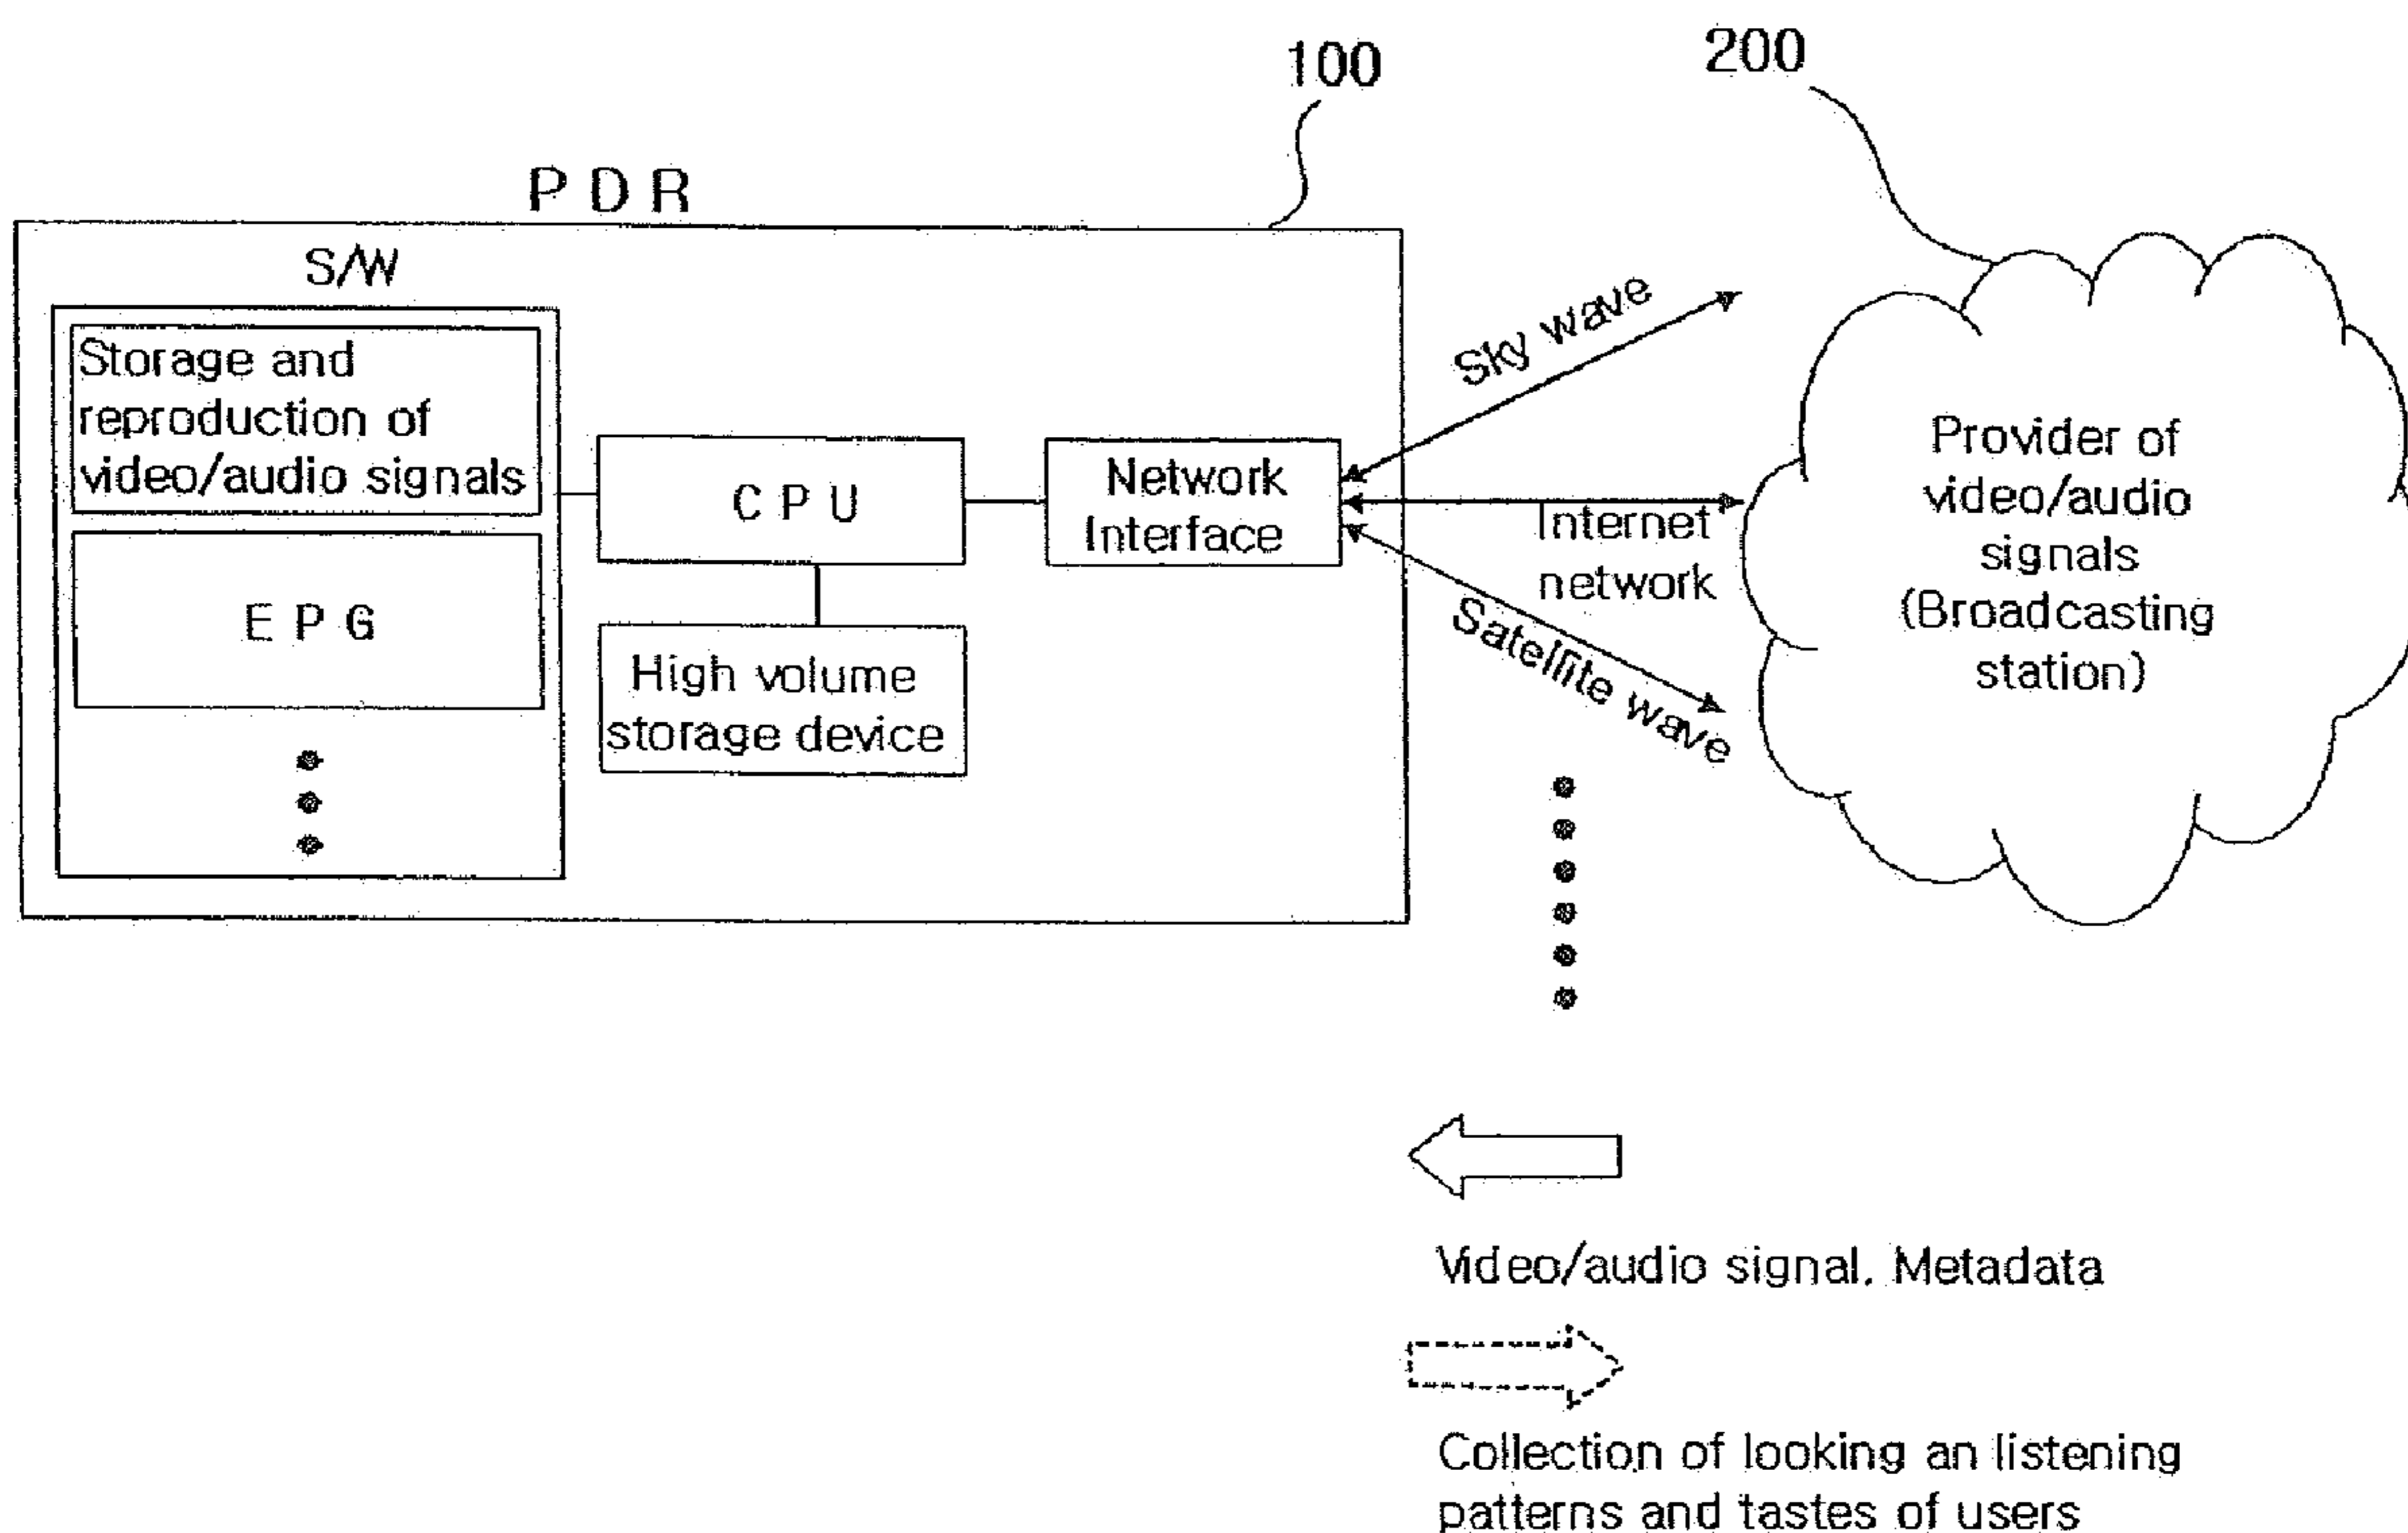 100
200
P D R
S/W
Storage and
reproduction of
video/audio signals
E P G
C P U
High volume
storage device
Network
Interface
Sky wave
Internet
network
Satellite wave
Provider of
video/audio
signals
(Broadcasting
station)
Video/audio signal. Metadata
Collection of looking an listening
patterns and tastes of users